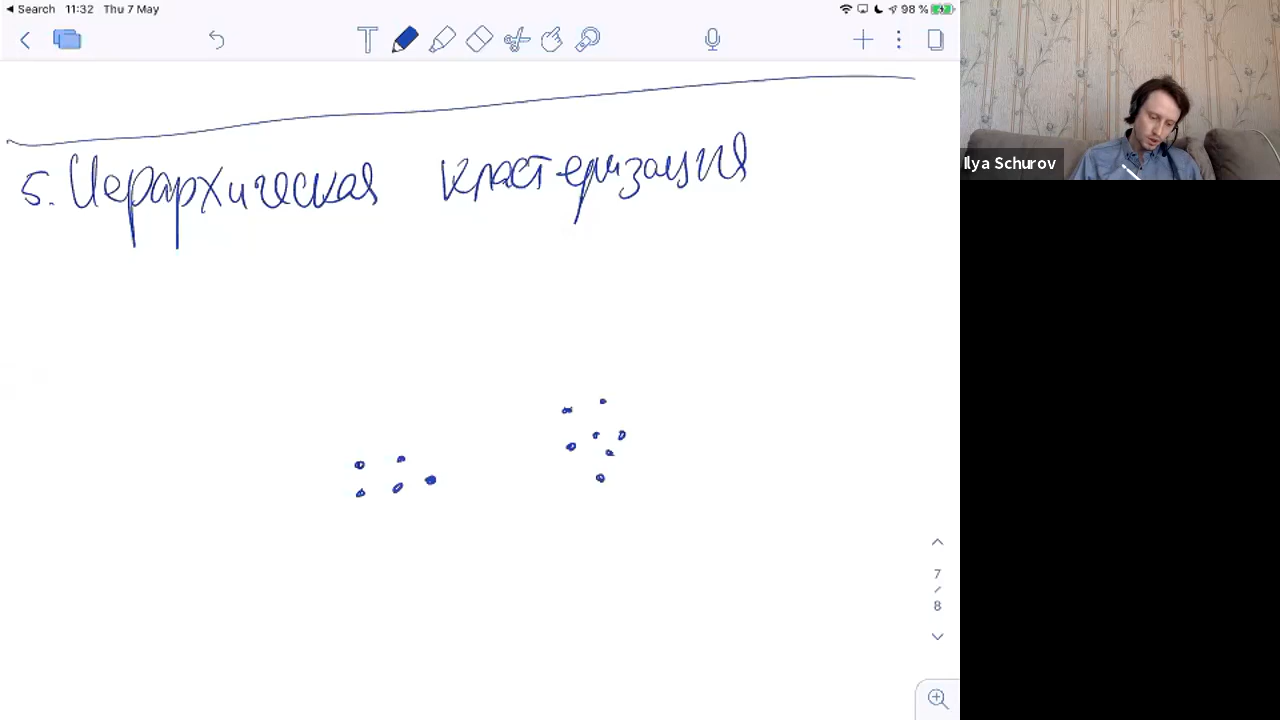 Search 11:32 Thu 7 May 98 %
T
Ilya Schurov
5. Иерархическая кластеризация
7
/
8